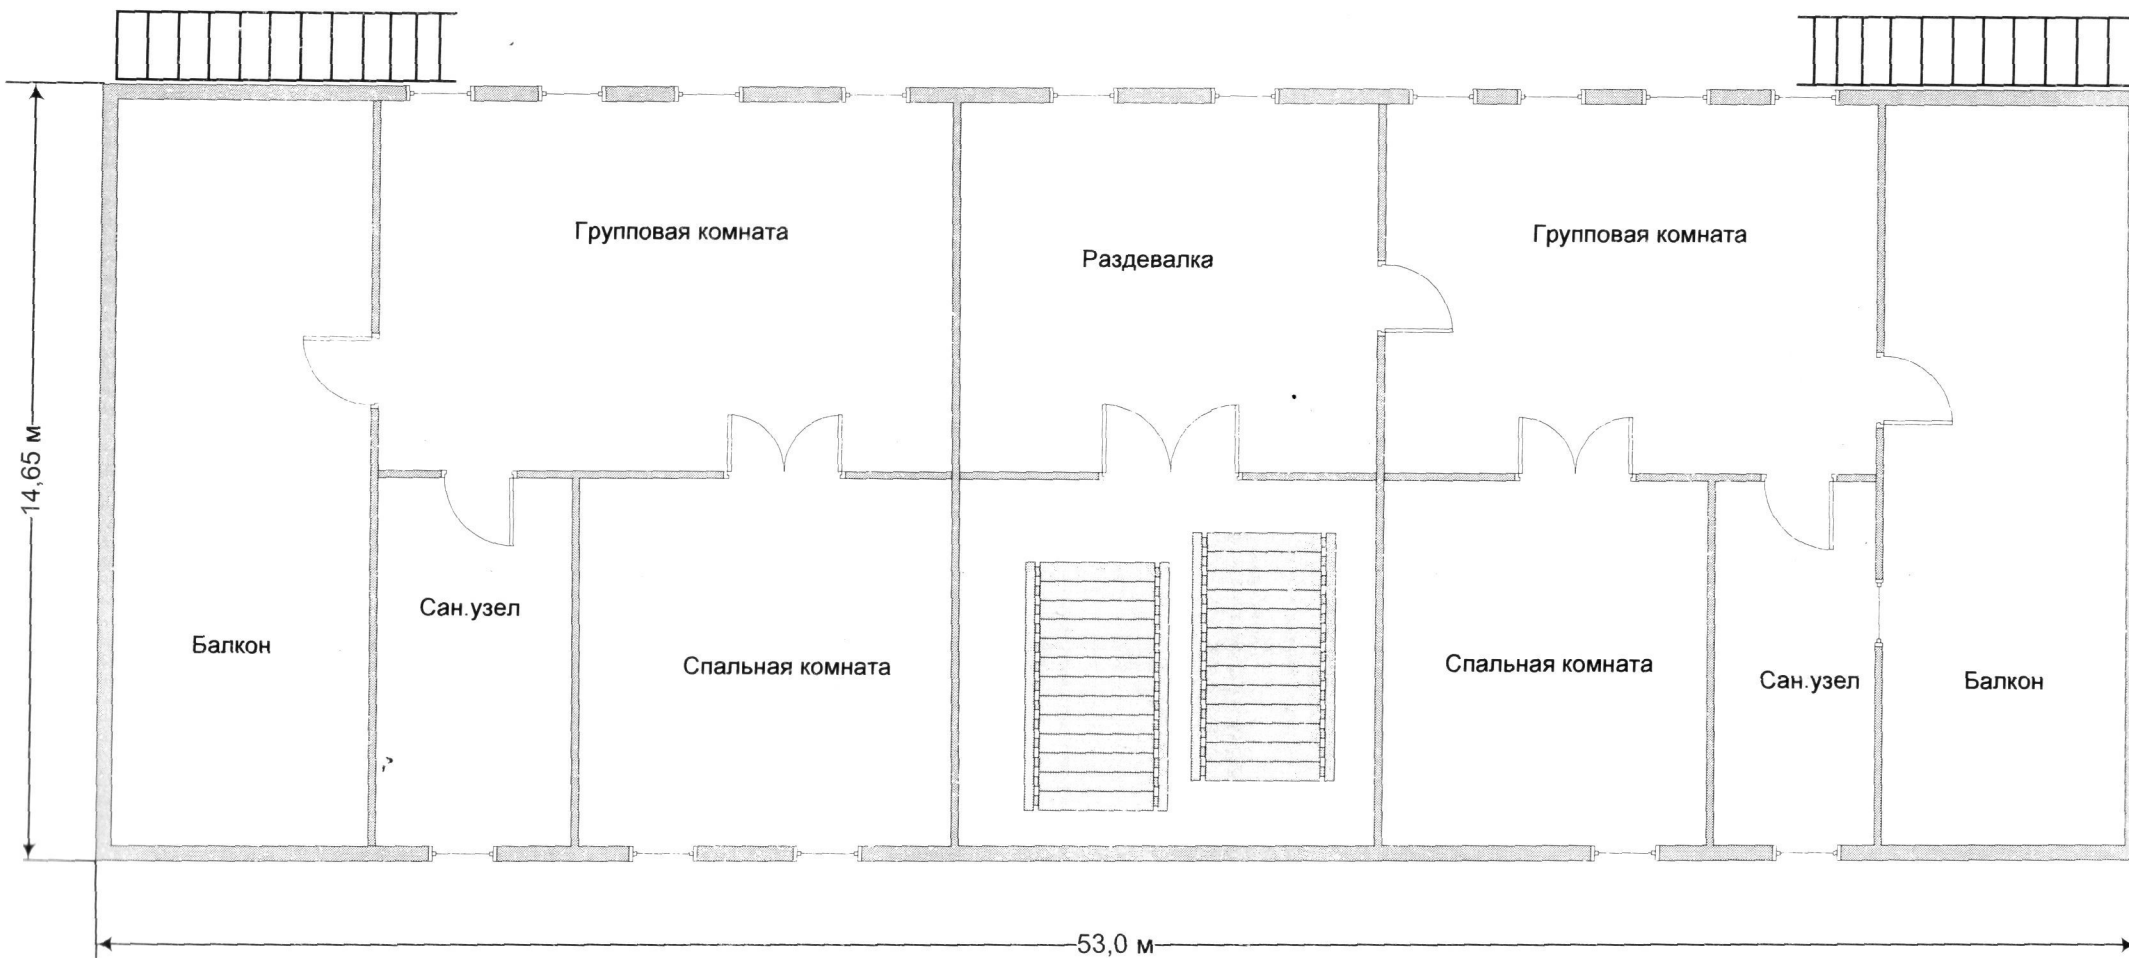 Групповая комната
Раздевалка
Групповая комната
14,65 м
Балкон
Сан.узел
Спальная комната
Спальная комната
Сан.узел
Балкон
53,0 м